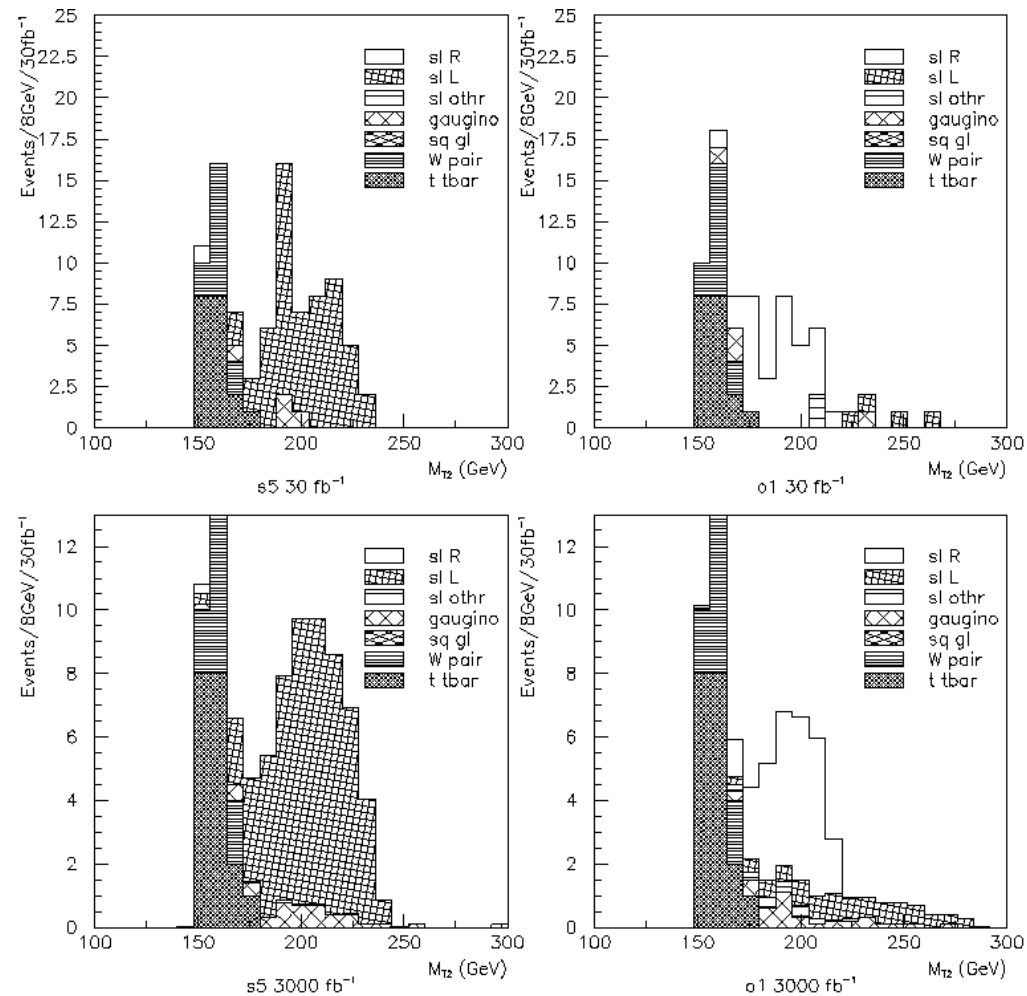 Events/8GeV/30fb⁻¹
25
22.5
20
17.5
15
12.5
10
7.5
5
2.5
0
sl R
sl L
sl othr
gaugino
sq gl
W pair
t tbar
100 150 200 250 300
M_T2 (GeV)
s5 30 fb⁻¹
Events/8GeV/30fb⁻¹
25
22.5
20
17.5
15
12.5
10
7.5
5
2.5
0
sl R
sl L
sl othr
gaugino
sq gl
W pair
t tbar
100 150 200 250 300
M_T2 (GeV)
o1 30 fb⁻¹
Events/8GeV/30fb⁻¹
12
10
8
6
4
2
0
sl R
sl L
sl othr
gaugino
sq gl
W pair
t tbar
100 150 200 250 300
M_T2 (GeV)
s5 3000 fb⁻¹
Events/8GeV/30fb⁻¹
12
10
8
6
4
2
0
sl R
sl L
sl othr
gaugino
sq gl
W pair
t tbar
100 150 200 250 300
M_T2 (GeV)
o1 3000 fb⁻¹